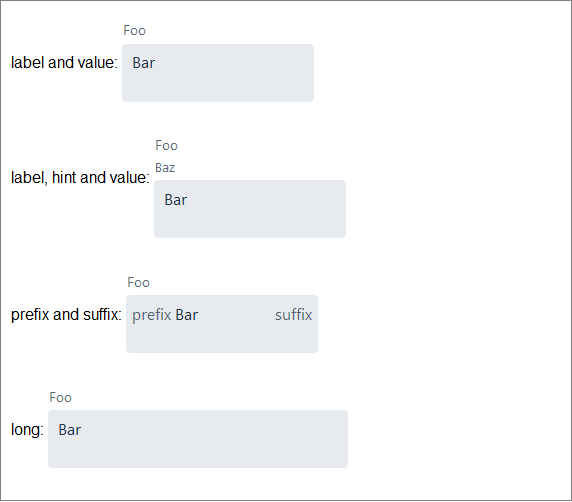 Foo
label and value: Bar
Foo
Baz
label, hint and value: Bar
Foo
prefix and suffix: prefix Bar suffix
Foo
long: Bar